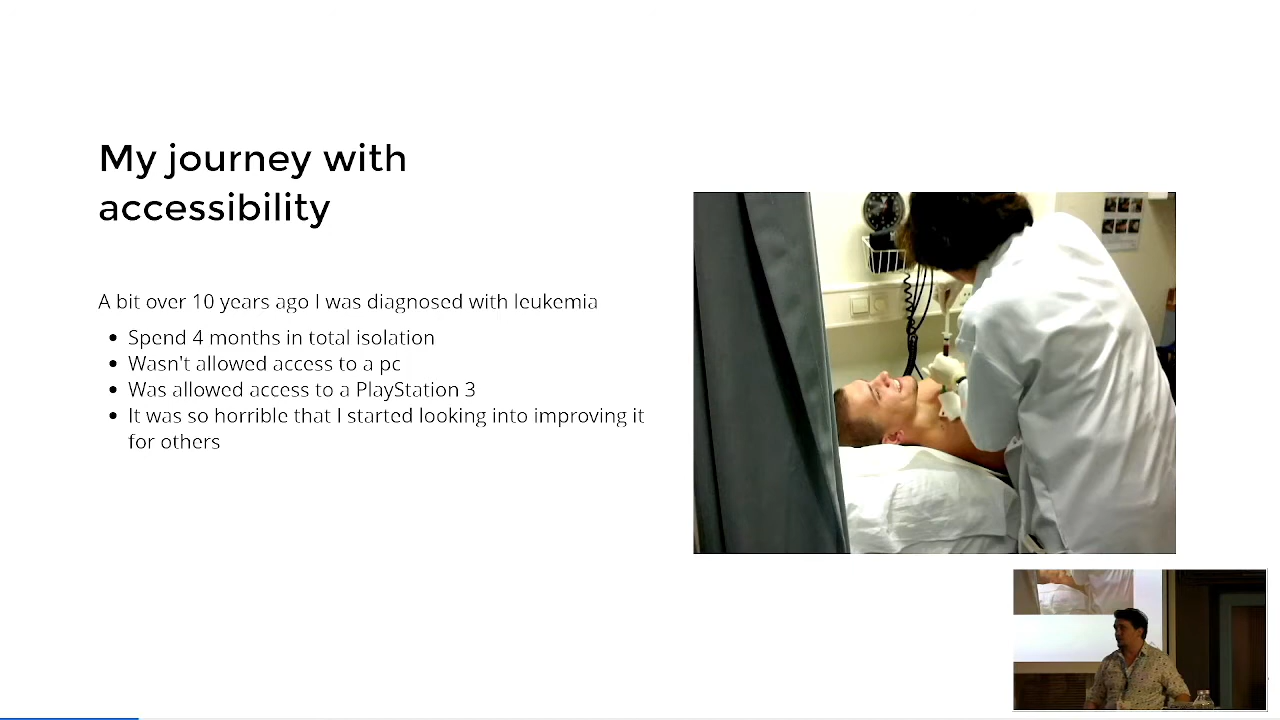 My journey with
accessibility
A bit over 10 years ago I was diagnosed with leukemia
Spend 4 months in total isolation
Wasn't allowed access to a pc
Was allowed access to a PlayStation 3
It was so horrible that I started looking into improving it
for others